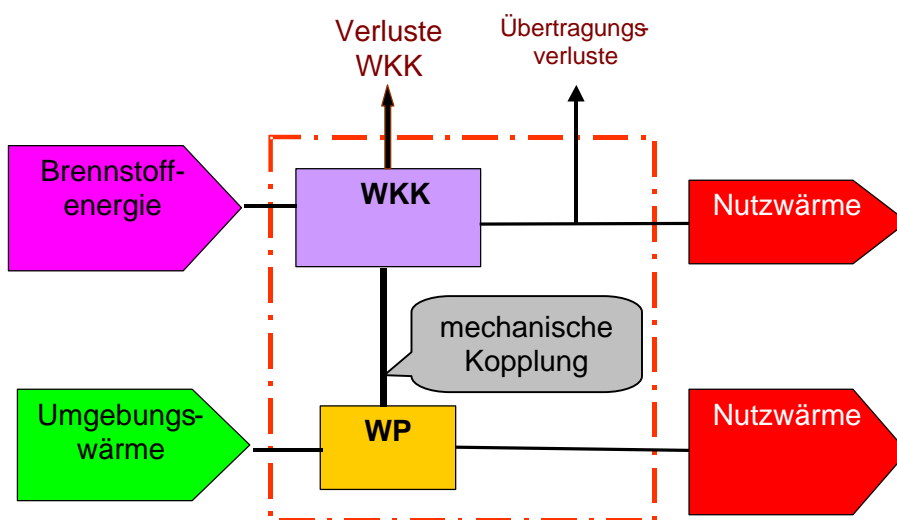 Verluste
WKK
Übertragungs-
verluste
Brennstoff-
energie
WKK
Nutzwärme
mechanische
Kopplung
Umgebungs-
wärme
WP
Nutzwärme